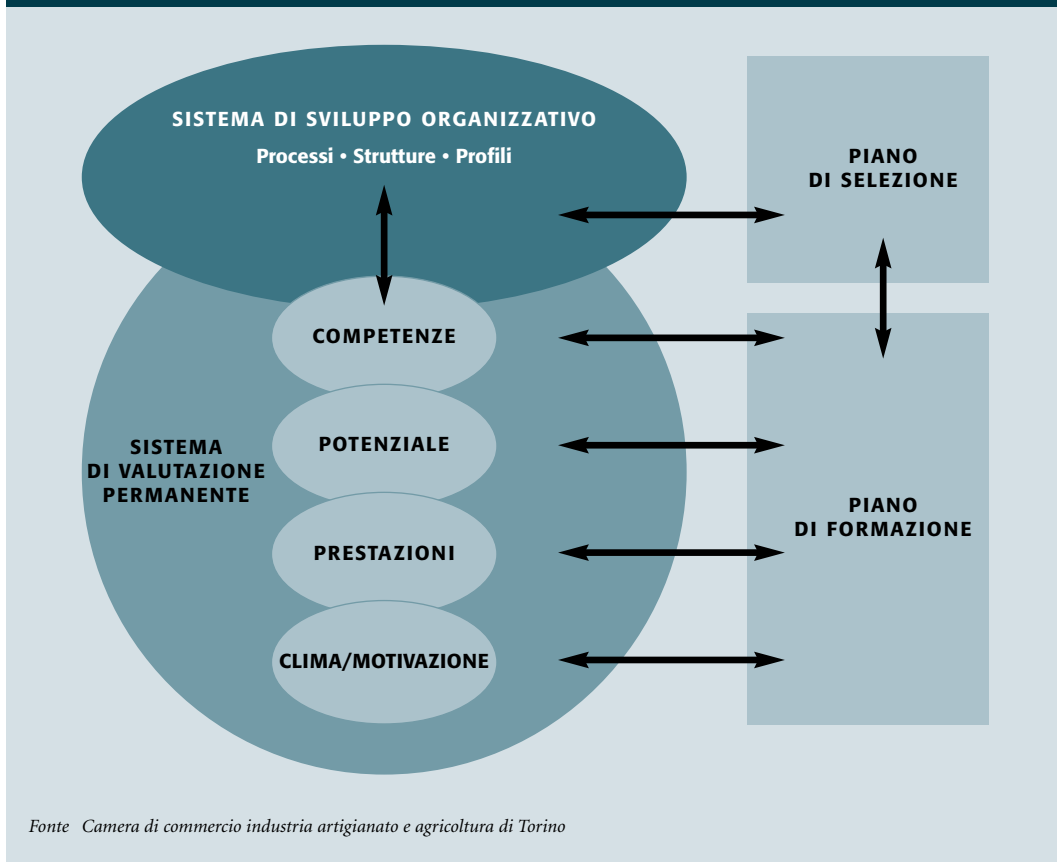 SISTEMA DI SVILUPPO ORGANIZZATIVO
Processi • Strutture • Profili
PIANO
DI SELEZIONE
COMPETENZE
POTENZIALE
SISTEMA
DI VALUTAZIONE
PERMANENTE
PRESTAZIONI
CLIMA/MOTIVAZIONE
PIANO
DI FORMAZIONE
Fonte Camera di commercio industria artigianato e agricoltura di Torino